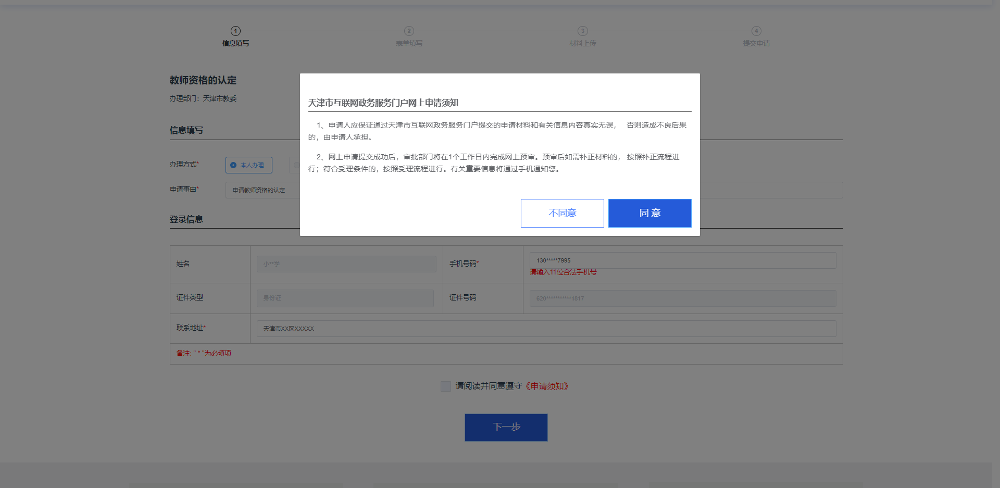 1
2
3
4
信息填写
表单填写
材料上传
提交申请
教师资格的认定
办理部门：天津市教委
天津市互联网政务服务门户网上申请须知
1、申请人应保证通过天津市互联网政务服务门户提交的申请材料和有关信息内容真实无误， 否则造成不良后果
的，由申请人承担。
2、网上申请提交成功后，审批部门将在1个工作日内完成网上预审。预审后如需补正材料的， 按照补正流程进
行；符合受理条件的，按照受理流程进行。有关重要信息将通过手机通知您。
不同意
同 意
信息填写
办理方式*
本人办理
申请事由*
申请教师资格的认定
登录信息
姓名
小**学
手机号码*
130*****7995
请输入11位合法手机号
证件类型
身份证
证件号码
620***********1817
联系地址*
天津市XX区XXXXX
备注: " * "为必填项
请阅读并同意遵守《申请须知》
下一步